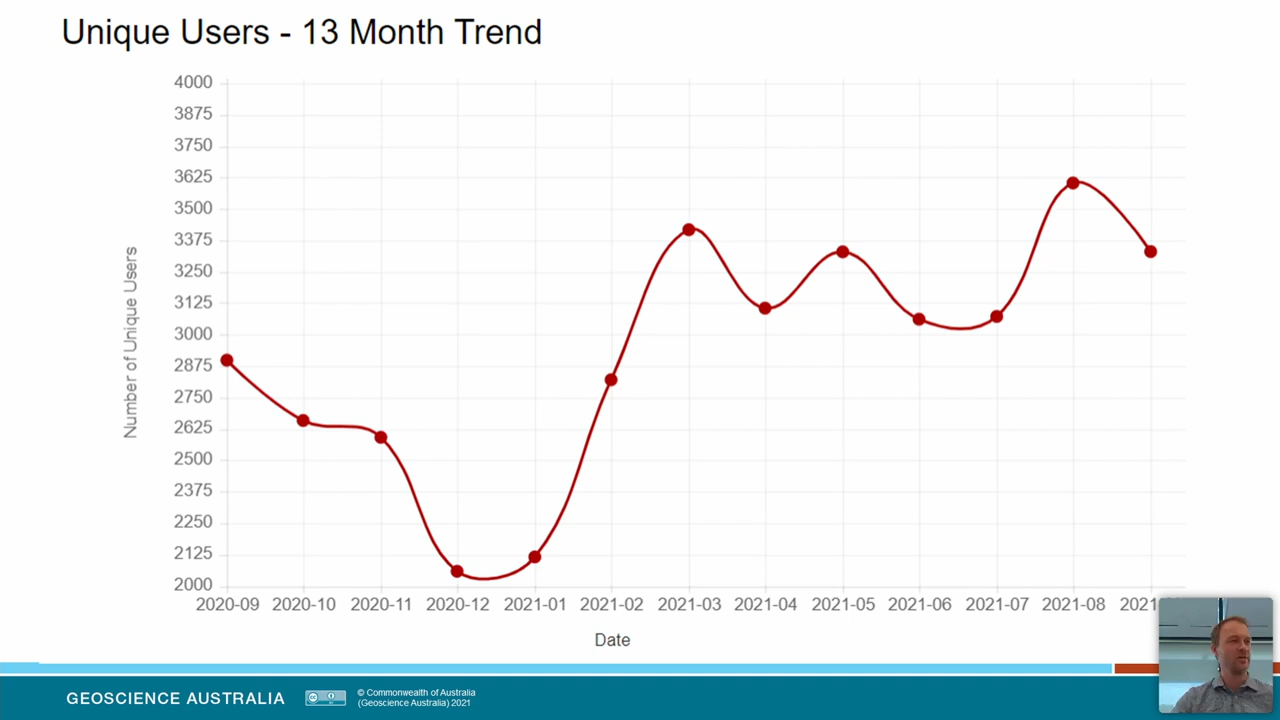 Unique Users - 13 Month Trend
4000
3875
3750
3625
3500
3375
3250
3125
3000
2875
2750
2625
2500
2375
2250
2125
2000
Number of Unique Users
2020-09 2020-10 2020-11 2020-12 2021-01 2021-02 2021-03 2021-04 2021-05 2021-06 2021-07 2021-08 2021
Date
GEOSCIENCE AUSTRALIA
© Commonwealth of Australia
(Geoscience Australia) 2021